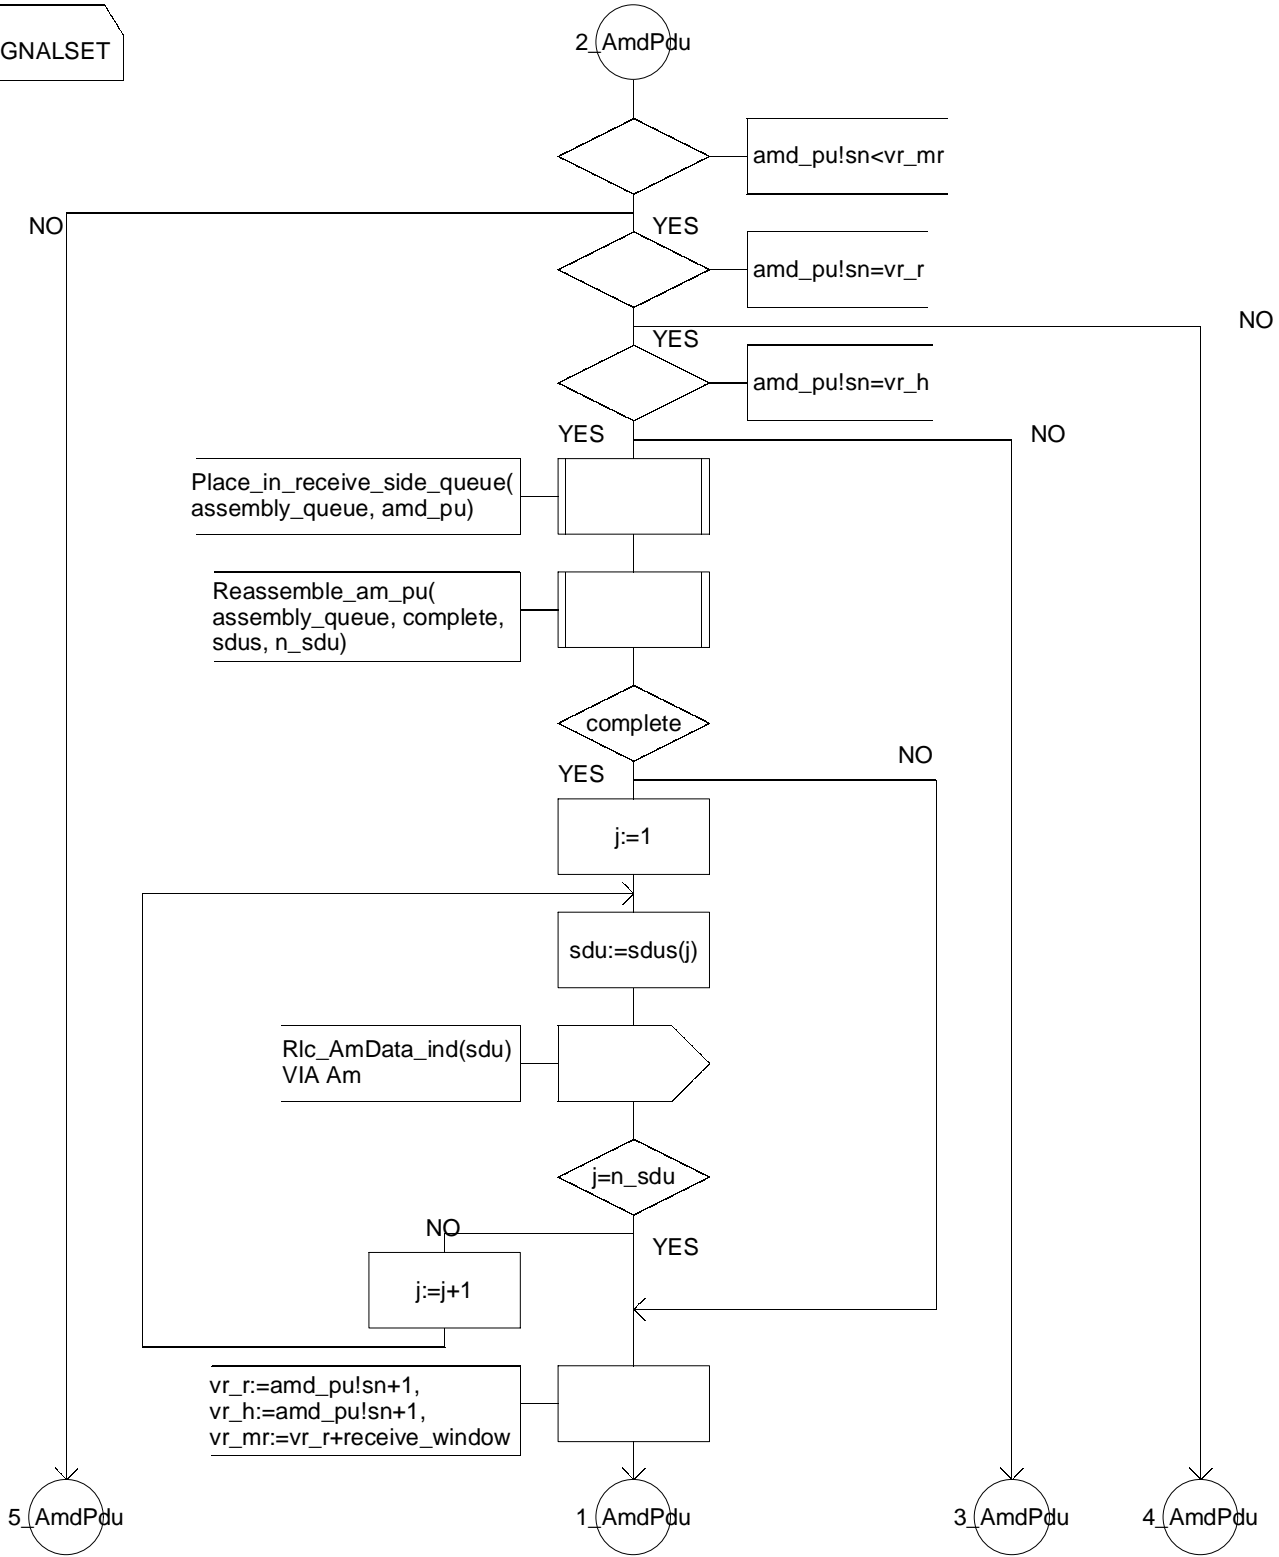 GNALSET
2_AmdPdu
amd_pu!sn<vr_mr
NO
YES
amd_pu!sn=vr_r
NO
YES
amd_pu!sn=vr_h
YES
NO
Place_in_receive_side_queue(
assembly_queue, amd_pu)
Reassemble_am_pu(
assembly_queue, complete,
sdus, n_sdu)
complete
NO
YES
j:=1
sdu:=sdus(j)
Rlc_AmData_ind(sdu)
VIA Am
j=n_sdu
NO
YES
j:=j+1
vr_r:=amd_pu!sn+1,
vr_h:=amd_pu!sn+1,
vr_mr:=vr_r+receive_window
5_AmdPdu
1_AmdPdu
3_AmdPdu
4_AmdPdu